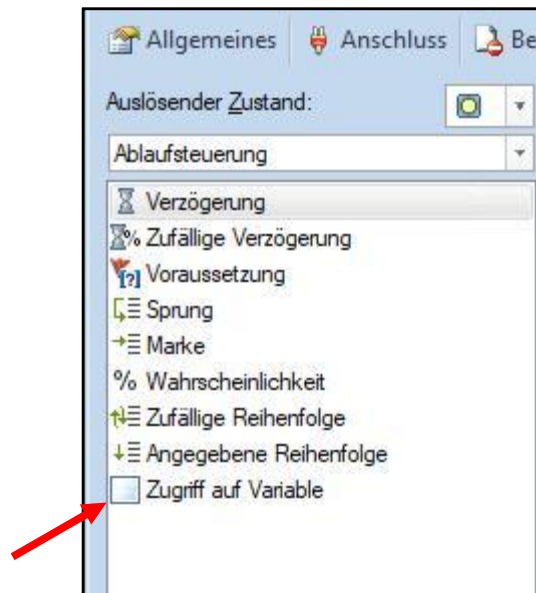 Allgemeines Anschluss Be
Auslösender Zustand:
Ablaufsteuerung
Verzögerung
% Zufällige Verzögerung
[?] Voraussetzung
Sprung
Marke
% Wahrscheinlichkeit
Zufällige Reihenfolge
Angegebene Reihenfolge
Zugriff auf Variable